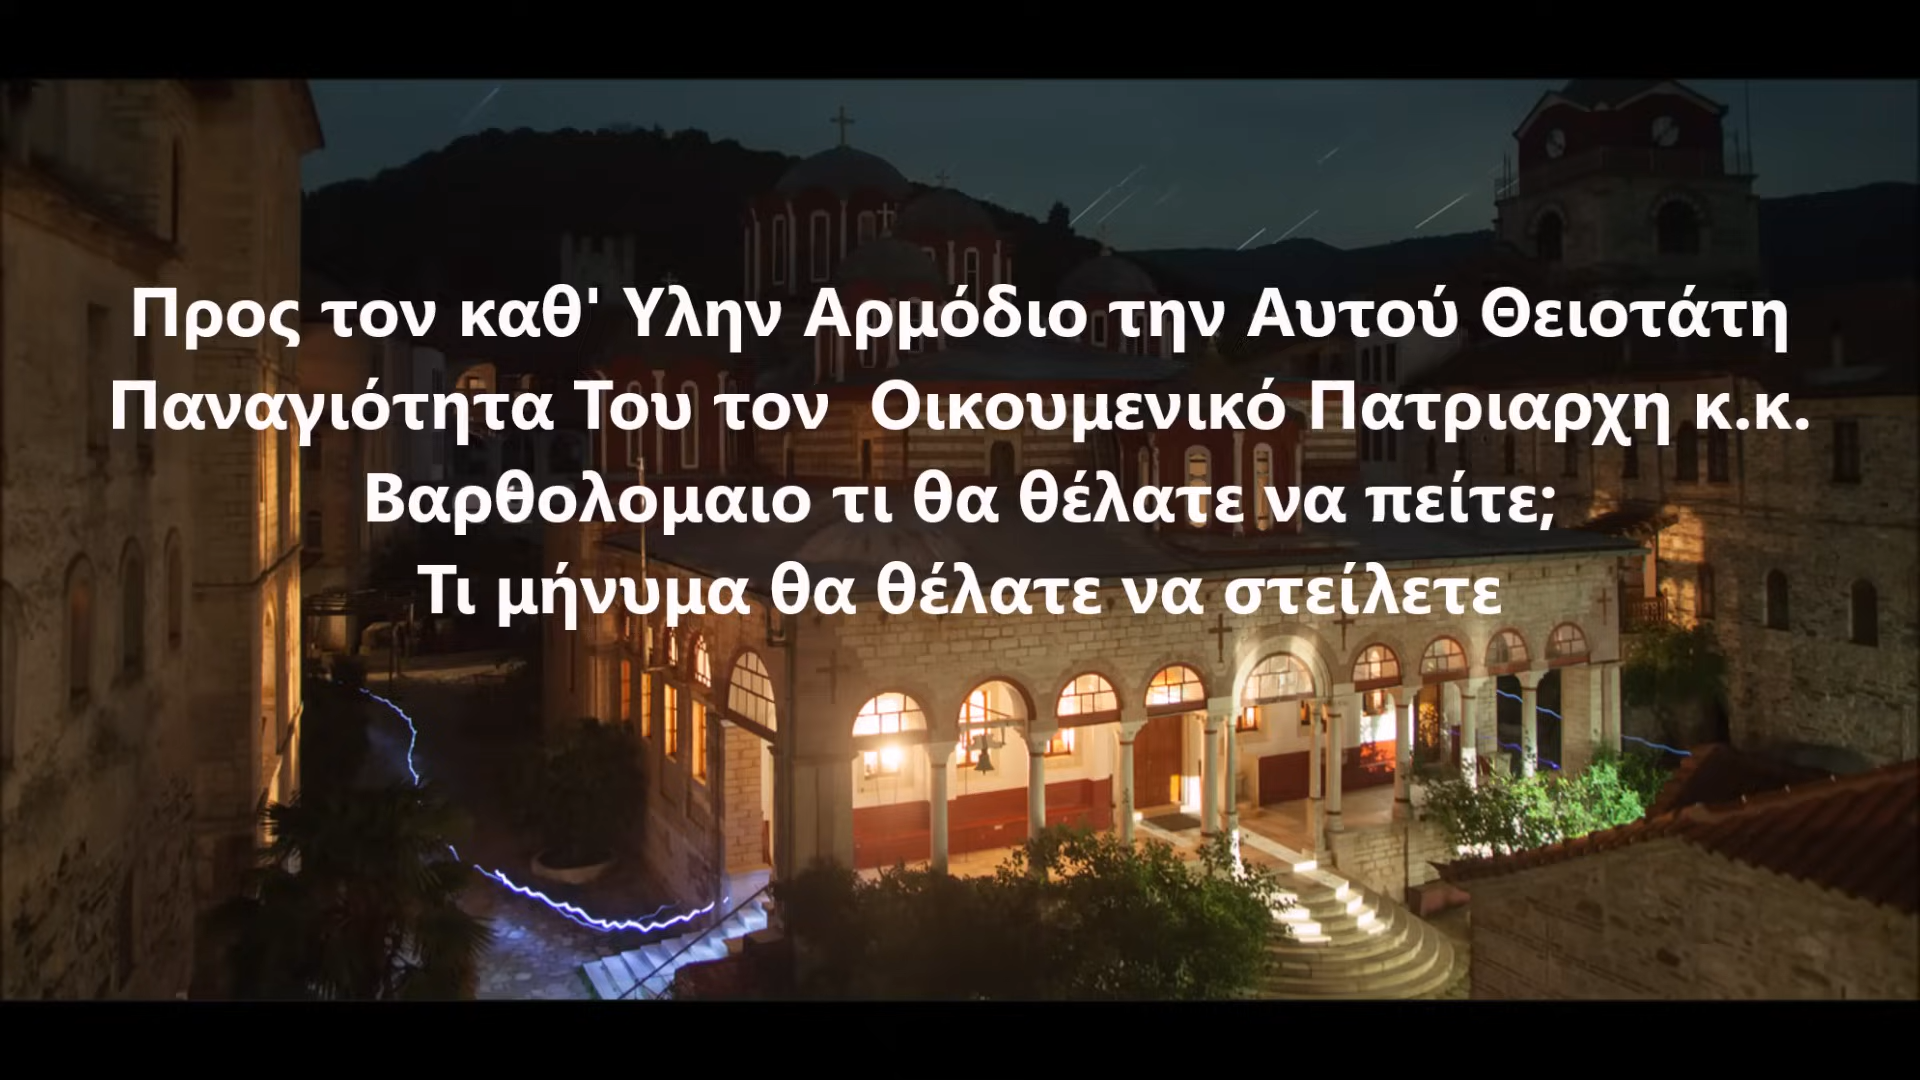 Προς τον καθ' Υλην Αρμόδιο την Αυτού Θειοτάτη
Παναγιότητα Του τον  Οικουμενικό Πατριαρχη κ.κ.
Βαρθολομαιο τι θα θέλατε να πείτε;
Τι μήνυμα θα θέλατε να στείλετε